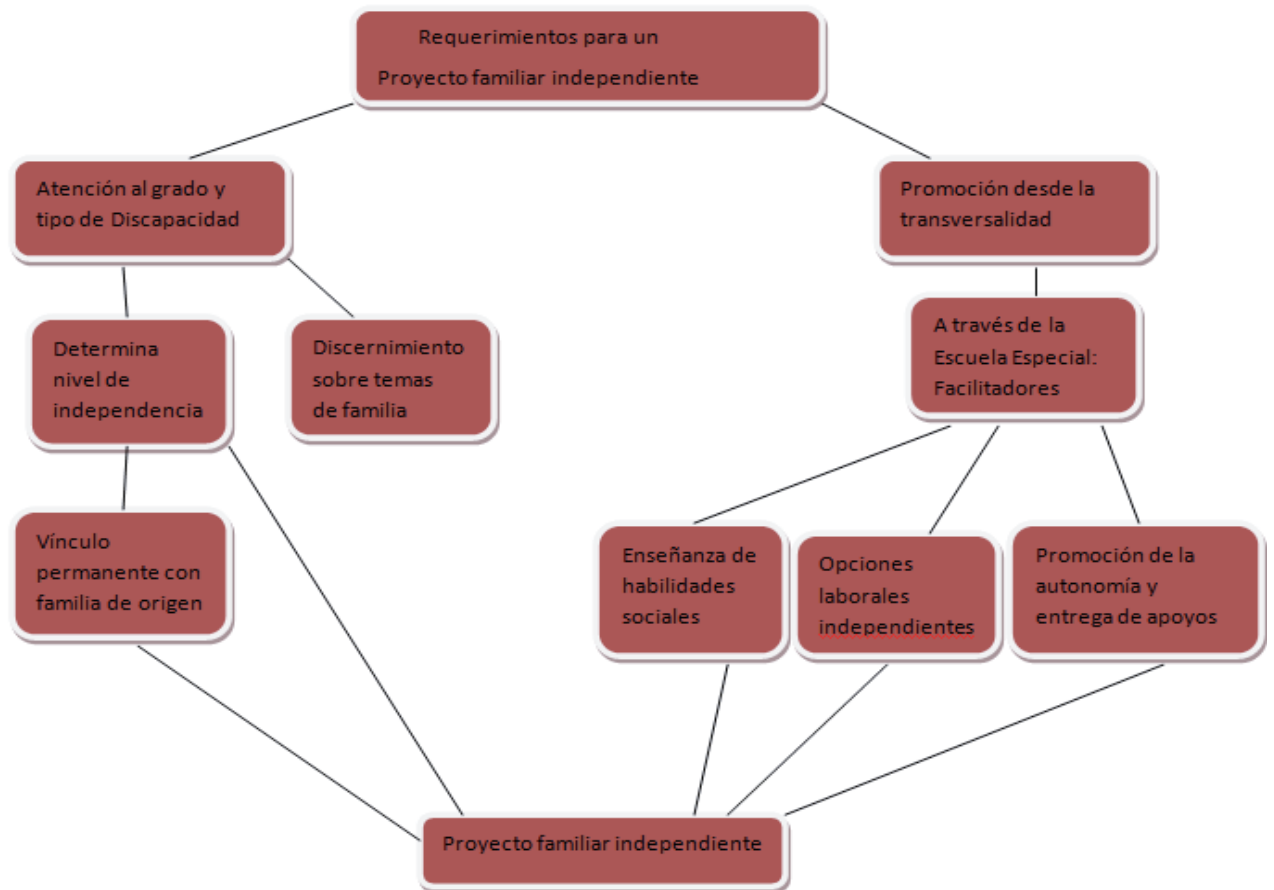 Requerimientos para un
Proyecto familiar independiente
Atención al grado y
tipo de Discapacidad
Promoción desde la
transversalidad
Determina
nivel de
independencia
Discernimiento
sobre temas
de familia
A través de la
Escuela Especial:
Facilitadores
Vínculo
permanente con
familia de origen
Enseñanza de
habilidades
sociales
Opciones
laborales
independientes
Promoción de la
autonomía y
entrega de apoyos
Proyecto familiar independiente